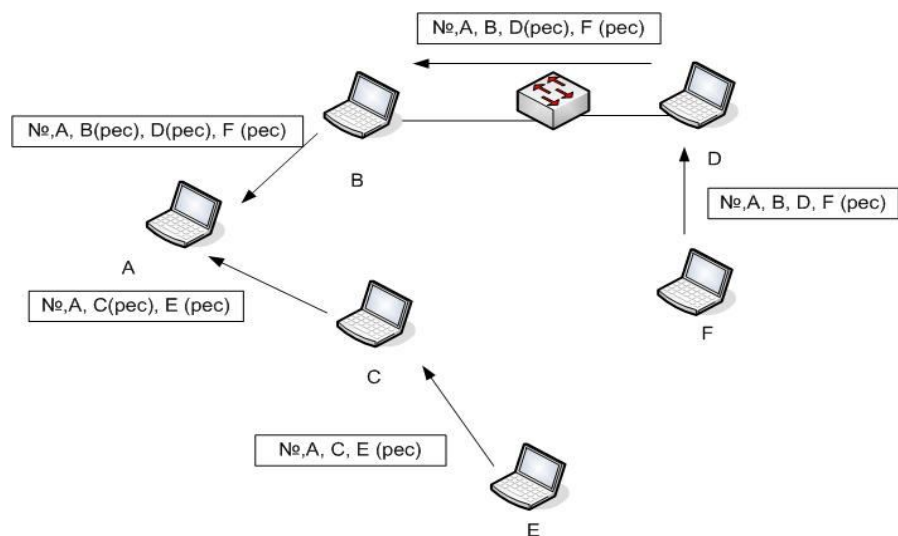 №,A, B, D(рес), F (рес)
№,A, B(рес), D(рес), F (рес)
B
D
№,A, B, D, F (рес)
A
№,A, C(рес), E (рес)
F
C
№,A, C, E (рес)
E